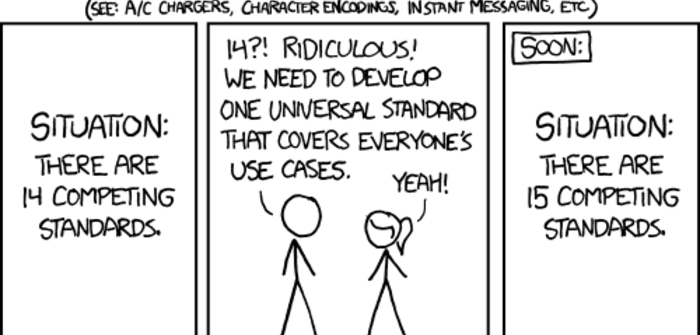 (SEE: A/C CHARGERS, CHARACTER ENCODINGS, INSTANT MESSAGING, ETC.)
SITUATION:
THERE ARE
14 COMPETING
STANDARDS.
14?! RIDICULOUS!
WE NEED TO DEVELOP
ONE UNIVERSAL STANDARD
THAT COVERS EVERYONE'S
USE CASES.
YEAH!
SOON:
SITUATION:
THERE ARE
15 COMPETING
STANDARDS.